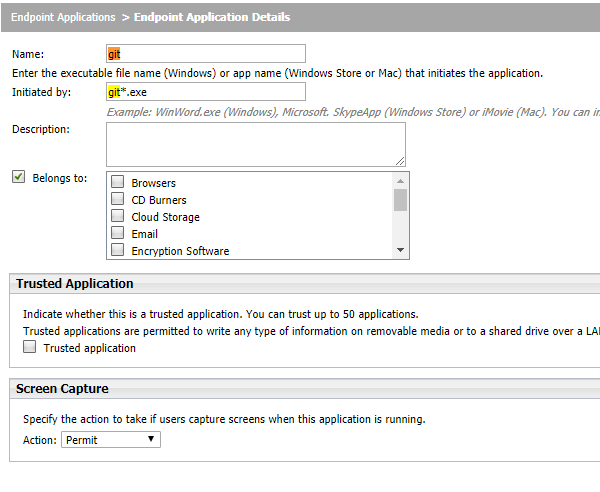 Endpoint Applications > Endpoint Application Details
Name: git
Enter the executable file name (Windows) or app name (Windows Store or Mac) that initiates the application.
Initiated by: git*.exe
Example: WinWord.exe (Windows), Microsoft. SkypeApp (Windows Store) or iMovie (Mac). You can i
Description:
Belongs to:
Browsers
CD Burners
Cloud Storage
Email
Encryption Software
Trusted Application
Indicate whether this is a trusted application. You can trust up to 50 applications.
Trusted applications are permitted to write any type of information on removable media or to a shared drive over a LA
Trusted application
Screen Capture
Specify the action to take if users capture screens when this application is running.
Action: Permit